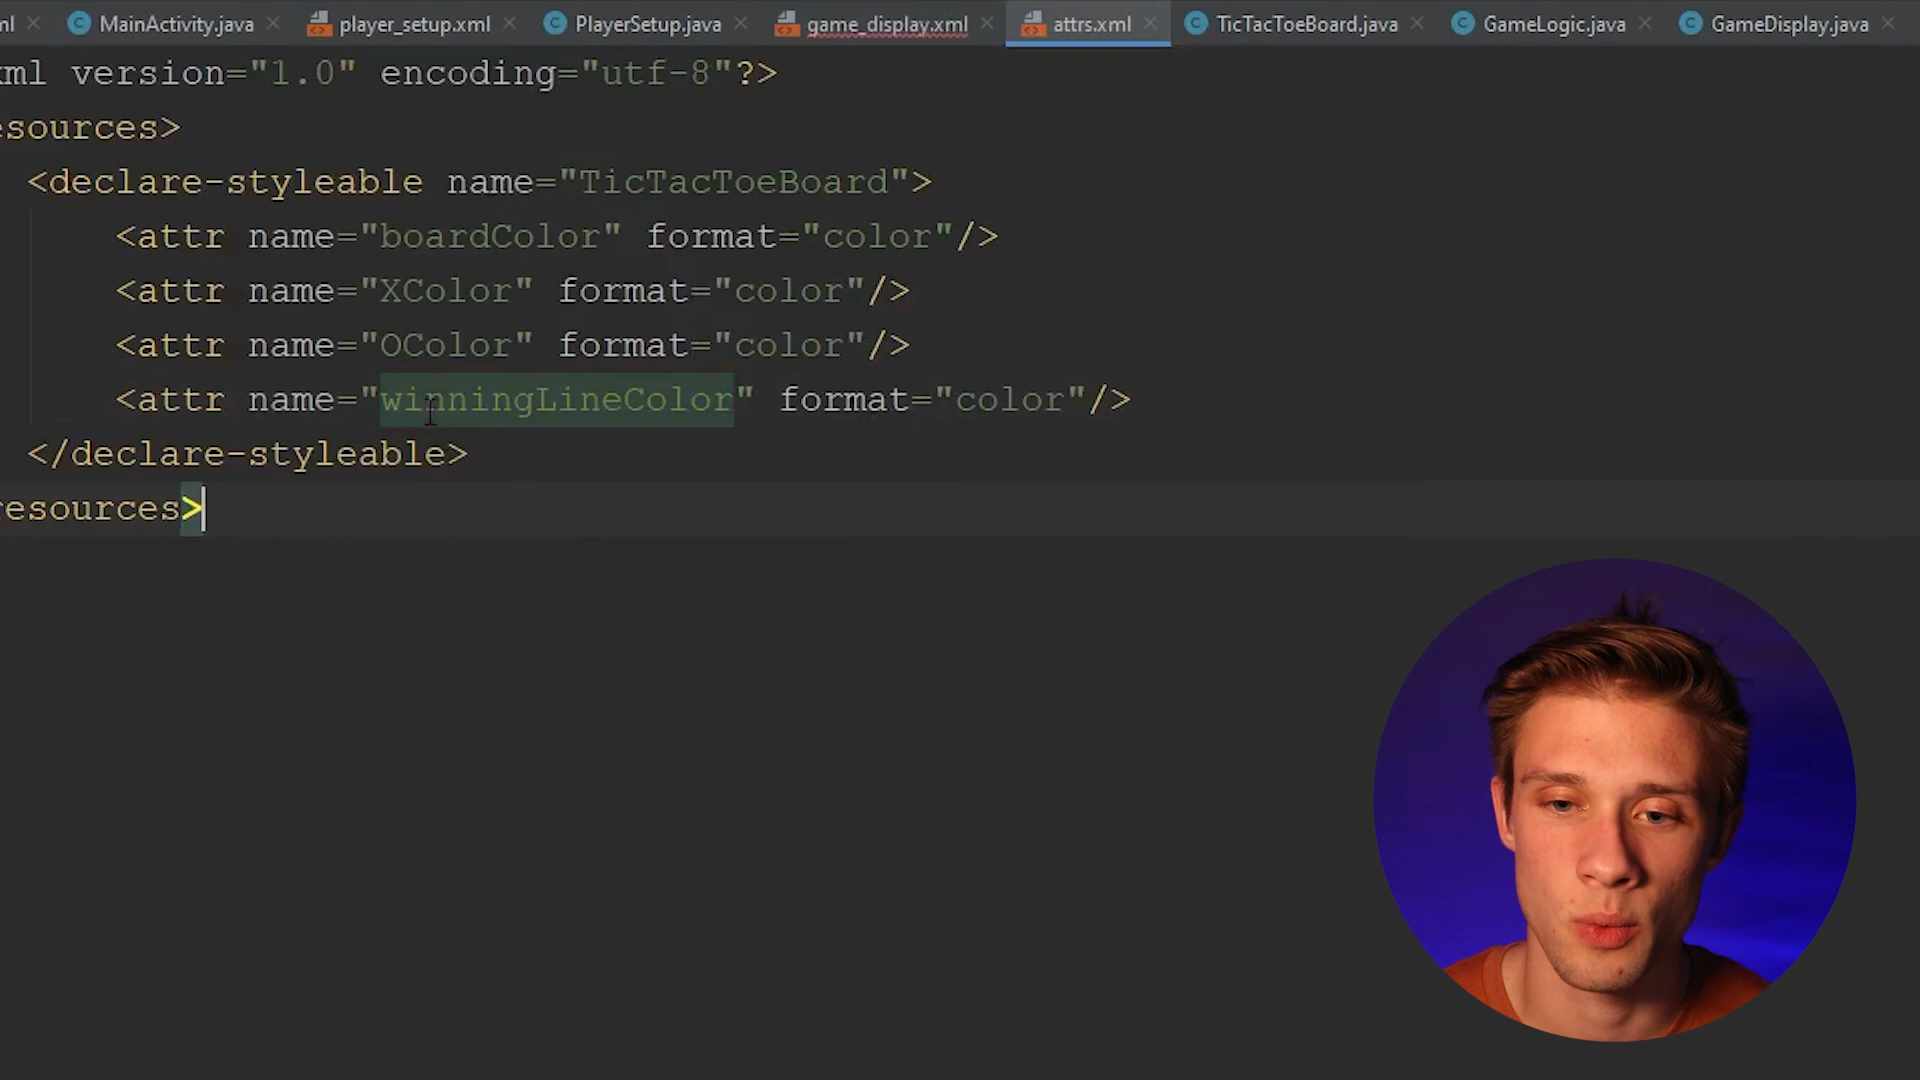 ml MainActivity.java player_setup.xml PlayerSetup.java game_display.xml attrs.xml TicTacToeBoard.java GameLogic.java GameDisplay.java
xml version="1.0" encoding="utf-8"?>
esources>
<declare-styleable name="TicTacToeBoard">
<attr name="boardColor" format="color"/>
<attr name="XColor" format="color"/>
<attr name="OColor" format="color"/>
<attr name="winningLineColor" format="color"/>
</declare-styleable>
resources>